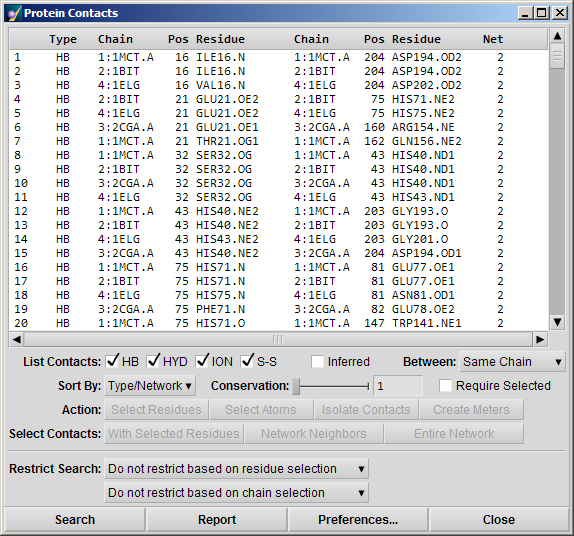 Protein Contacts
Type Chain Pos Residue Chain Pos Residue Net
1 HB 1:1MCT.A 16 ILE16.N 1:1MCT.A 204 ASP194.OD2 2
2 HB 2:1BIT 16 ILE16.N 2:1BIT 204 ASP194.OD2 2
3 HB 4:1ELG 16 VAL16.N 4:1ELG 204 ASP202.OD2 2
4 HB 2:1BIT 21 GLU21.OE2 2:1BIT 75 HIS71.NE2 2
5 HB 4:1ELG 21 GLU21.OE2 4:1ELG 75 HIS75.NE2 2
6 HB 3:2CGA.A 21 GLU21.OE1 3:2CGA.A 160 ARG154.NE 2
7 HB 1:1MCT.A 21 THR21.OG1 1:1MCT.A 162 GLN156.NE2 2
8 HB 1:1MCT.A 32 SER32.OG 1:1MCT.A 43 HIS40.ND1 2
9 HB 2:1BIT 32 SER32.OG 2:1BIT 43 HIS40.ND1 2
10 HB 3:2CGA.A 32 SER32.OG 3:2CGA.A 43 HIS40.ND1 2
11 HB 4:1ELG 32 SER32.OG 4:1ELG 43 HIS43.ND1 2
12 HB 1:1MCT.A 43 HIS40.NE2 1:1MCT.A 203 GLY193.O 2
13 HB 2:1BIT 43 HIS40.NE2 2:1BIT 203 GLY193.O 2
14 HB 4:1ELG 43 HIS43.NE2 4:1ELG 203 GLY201.O 2
15 HB 3:2CGA.A 43 HIS40.NE2 3:2CGA.A 204 ASP194.OD1 2
16 HB 1:1MCT.A 75 HIS71.N 1:1MCT.A 81 GLU77.OE1 2
17 HB 2:1BIT 75 HIS71.N 2:1BIT 81 GLU77.OE1 2
18 HB 4:1ELG 75 HIS75.N 4:1ELG 81 ASN81.OD1 2
19 HB 3:2CGA.A 75 PHE71.N 3:2CGA.A 82 GLU78.OE2 2
20 HB 1:1MCT.A 75 HIS71.O 1:1MCT.A 147 TRP141.NE1 2
List Contacts: HB HYD ION S-S Inferred Between: Same Chain
Sort By: Type/Network Conservation: 1 Require Selected
Action: Select Residues Select Atoms Isolate Contacts Create Meters
Select Contacts: With Selected Residues Network Neighbors Entire Network
Restrict Search: Do not restrict based on residue selection
Do not restrict based on chain selection
Search Report Preferences... Close